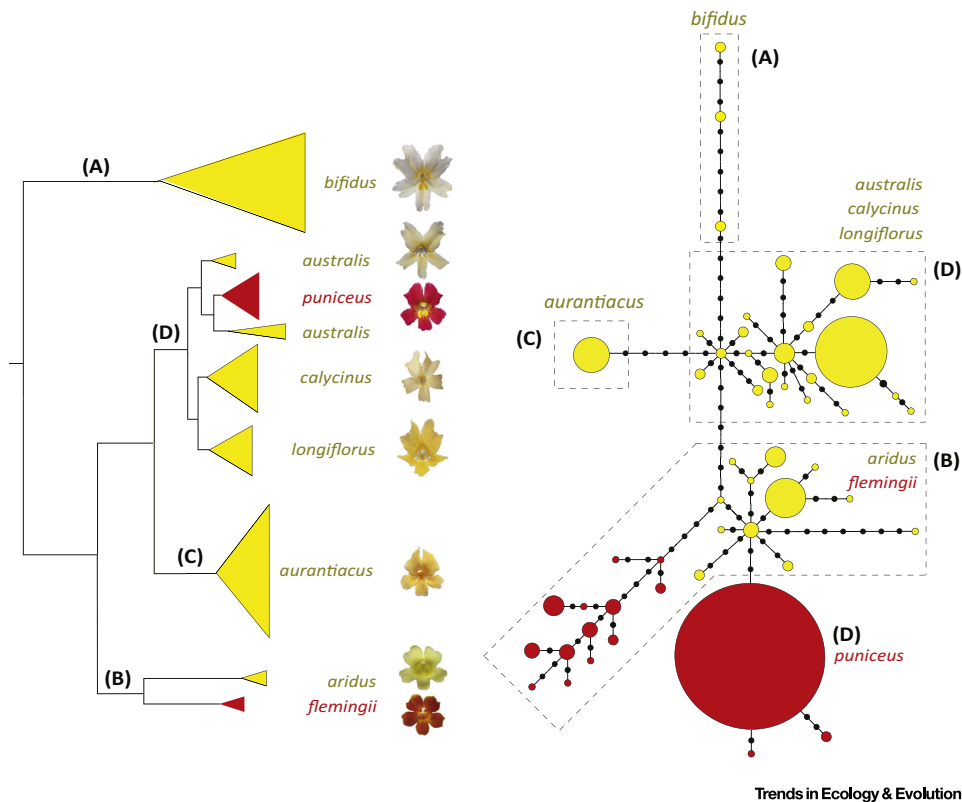 (A)
bifidus
australis
puniceus
australis
(D)
calycinus
longiflorus
(C)
aurantiacus
(B)
aridus
flemingii
bifidus
(A)
australis
calycinus
longiflorus
(D)
aurantiacus
(C)
aridus
flemingii
(B)
(D)
puniceus
Trends in Ecology & Evolution